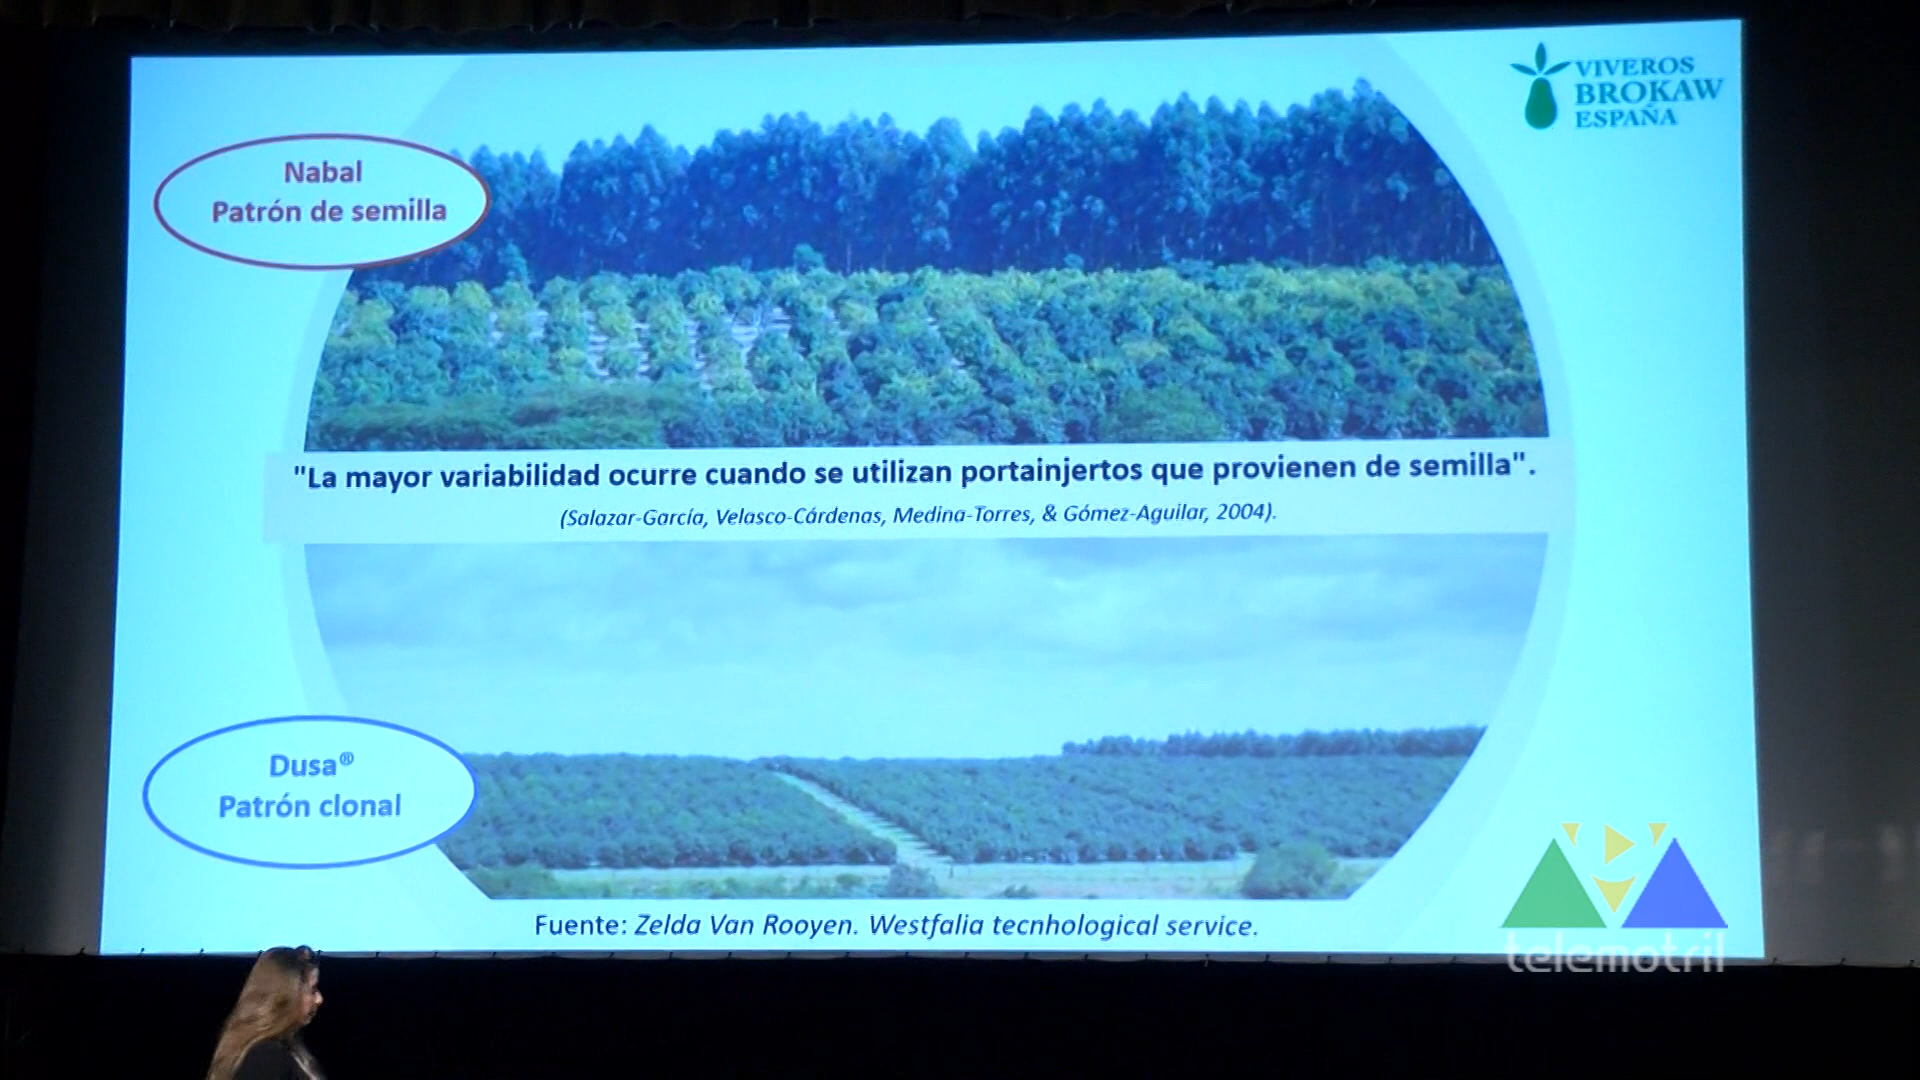 VIVEROS
BROKAW
ESPAÑA
Nabal
Patrón de semilla
"La mayor variabilidad ocurre cuando se utilizan portainjertos que provienen de semilla".
(Salazar-García, Velasco-Cárdenas, Medina-Torres, & Gómez-Aguilar, 2004).
Dusa®
Patrón clonal
Fuente: Zelda Van Rooyen. Westfalia tecnhological service.
telemotril